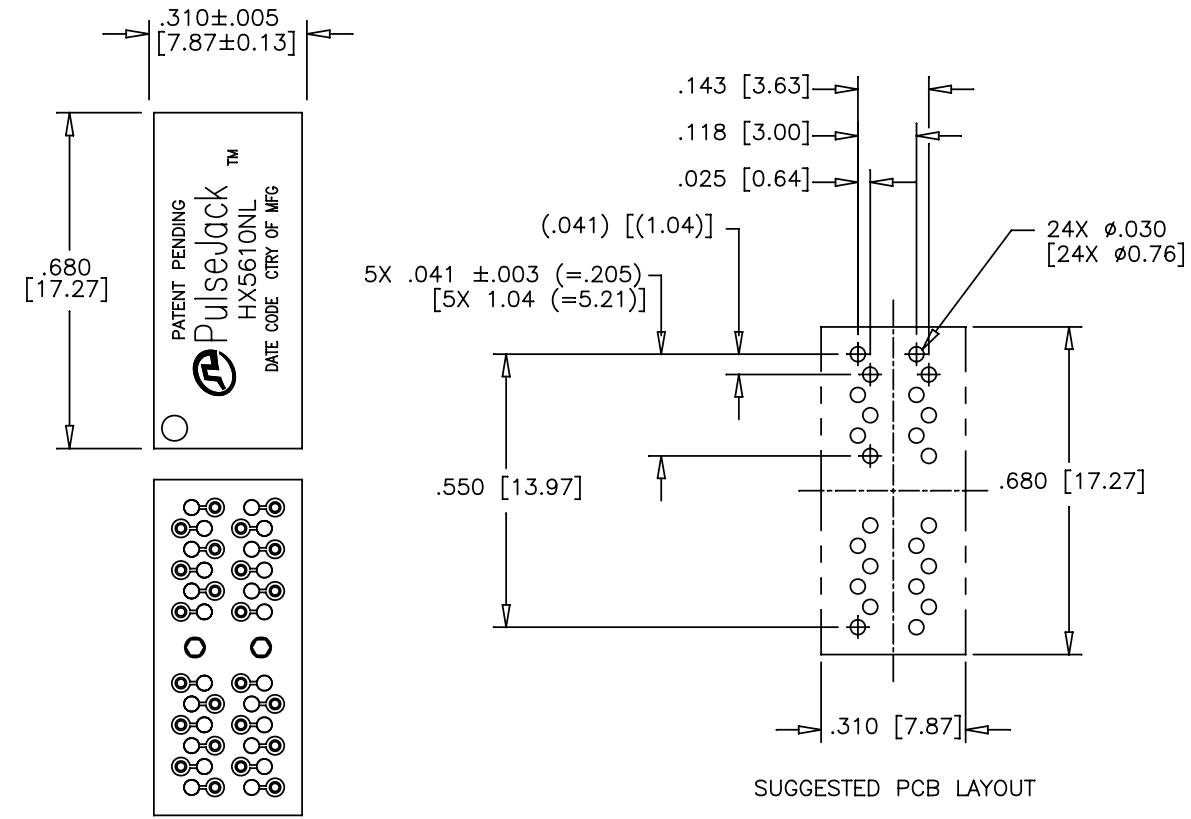 .310±.005
[7.87±0.13]
.680
[17.27]
PATENT PENDING
PulseJack ™
HX5610NL
DATE CODE CTRY OF MFG
.143 [3.63]
.118 [3.00]
.025 [0.64]
(.041) [(1.04)]
5X .041 ±.003 (=.205)
[5X 1.04 (=5.21)]
24X ø.030
[24X ø0.76]
.550 [13.97]
.680 [17.27]
.310 [7.87]
SUGGESTED PCB LAYOUT